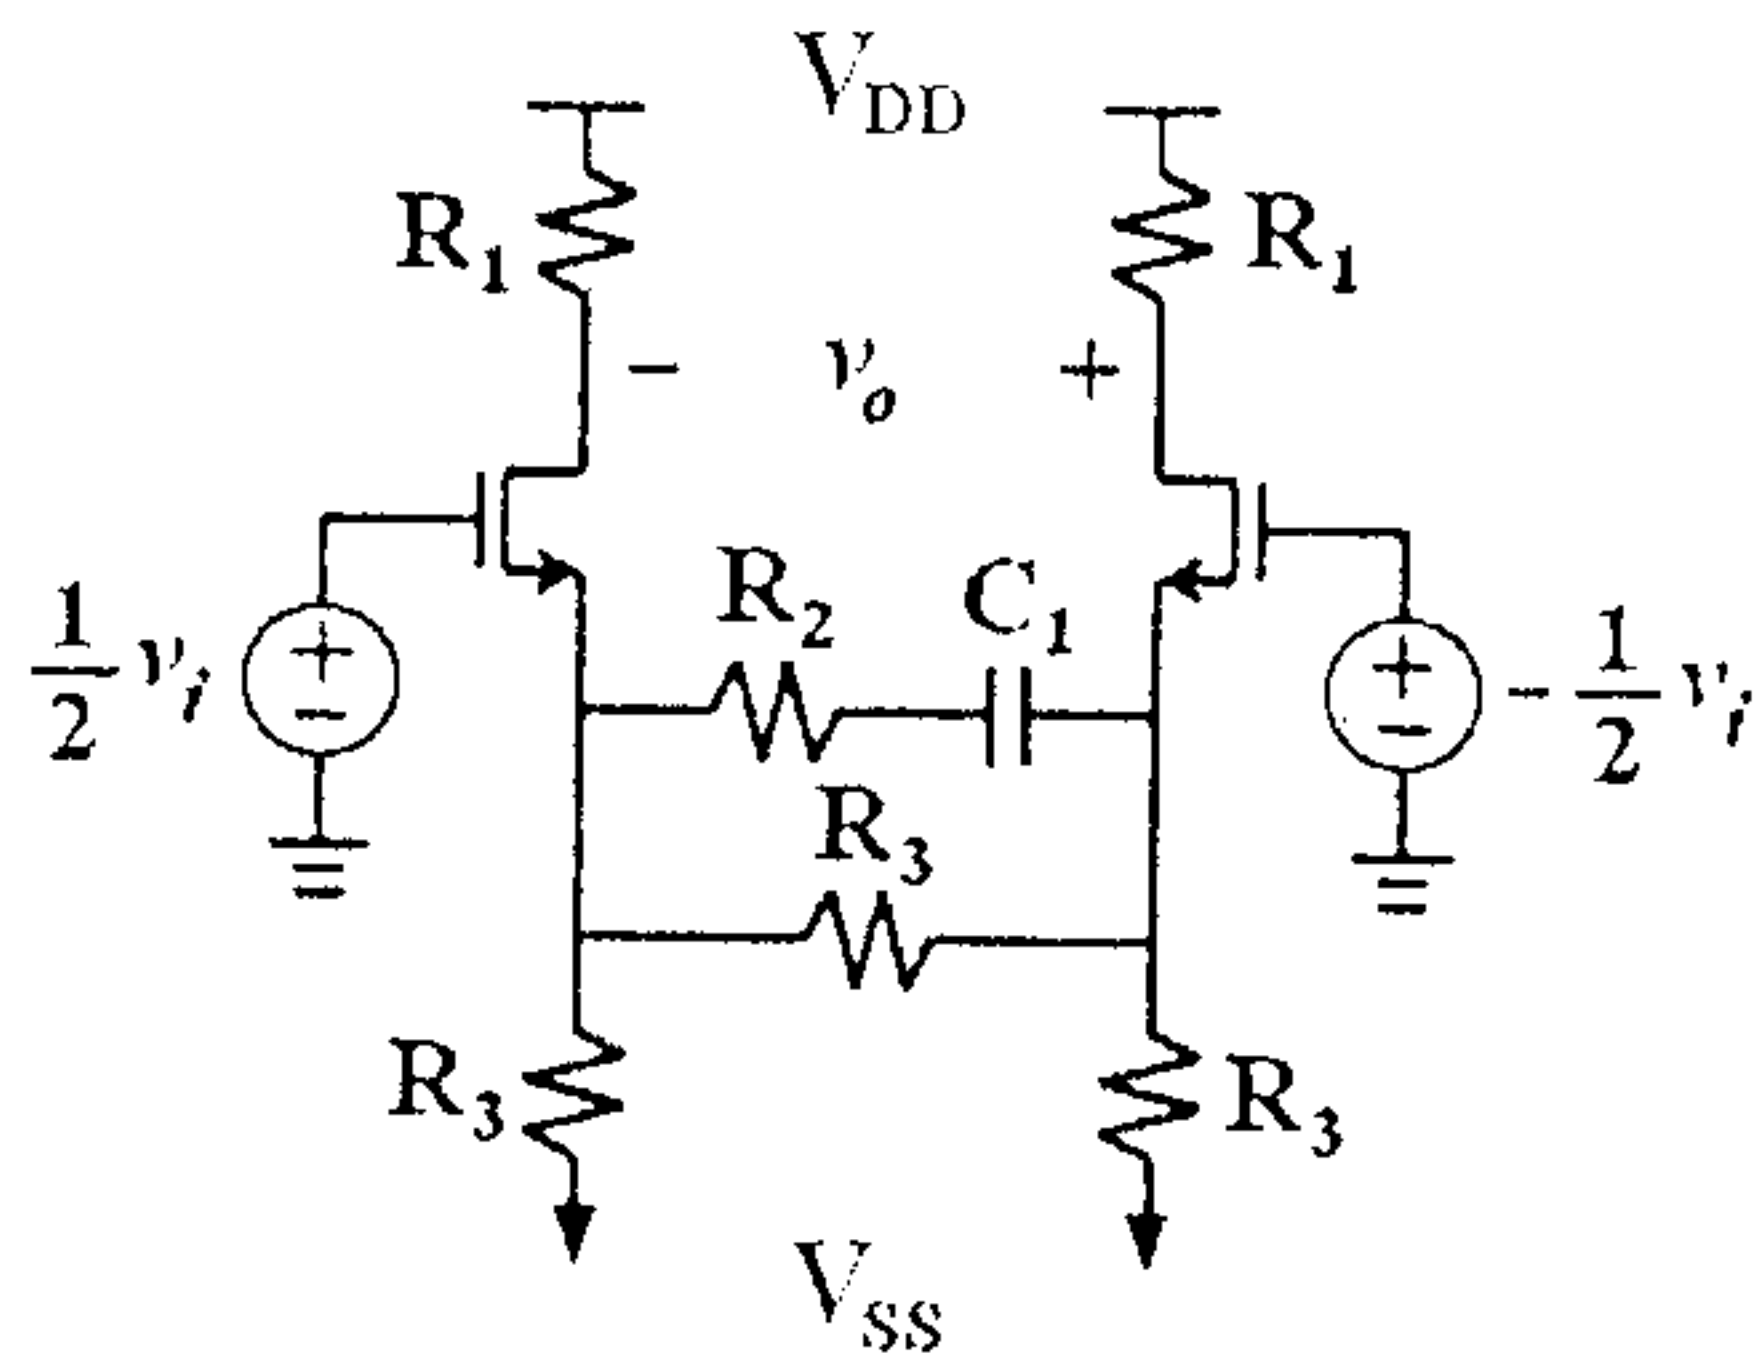 V_DD
R_1
R_1
− v_o +
R_2
C_1
1/2 v_i
+
−
+
−
- 1/2 v_i
R_3
R_3
R_3
V_SS